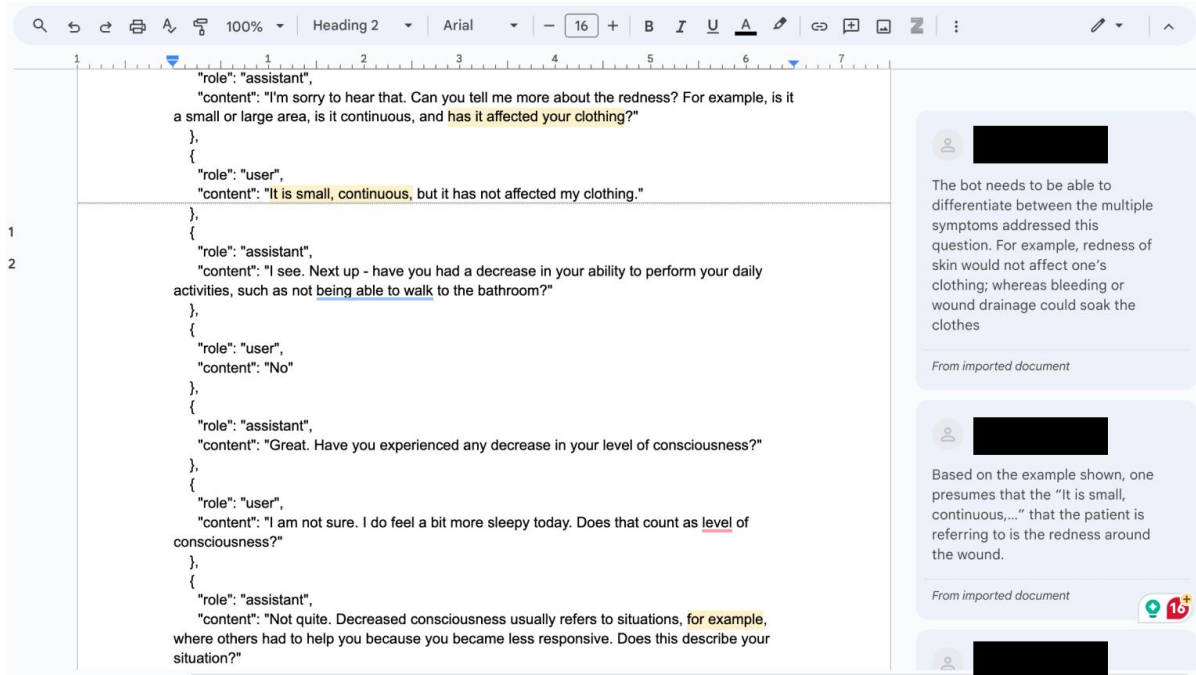 100%
Heading 2
Arial
16
B I U A
1 1 2 3 4 5 6 7
"role": "assistant",
"content": "I'm sorry to hear that. Can you tell me more about the redness? For example, is it
a small or large area, is it continuous, and has it affected your clothing?"
},
{
"role": "user",
"content": "It is small, continuous, but it has not affected my clothing."
},
{
"role": "assistant",
"content": "I see. Next up - have you had a decrease in your ability to perform your daily
activities, such as not being able to walk to the bathroom?"
},
{
"role": "user",
"content": "No"
},
{
"role": "assistant",
"content": "Great. Have you experienced any decrease in your level of consciousness?"
},
{
"role": "user",
"content": "I am not sure. I do feel a bit more sleepy today. Does that count as level of
consciousness?"
},
{
"role": "assistant",
"content": "Not quite. Decreased consciousness usually refers to situations, for example,
where others had to help you because you became less responsive. Does this describe your
situation?"
1
2
The bot needs to be able to
differentiate between the multiple
symptoms addressed this
question. For example, redness of
skin would not affect one's
clothing; whereas bleeding or
wound drainage could soak the
clothes
From imported document
Based on the example shown, one
presumes that the "It is small,
continuous,..." that the patient is
referring to is the redness around
the wound.
From imported document
16